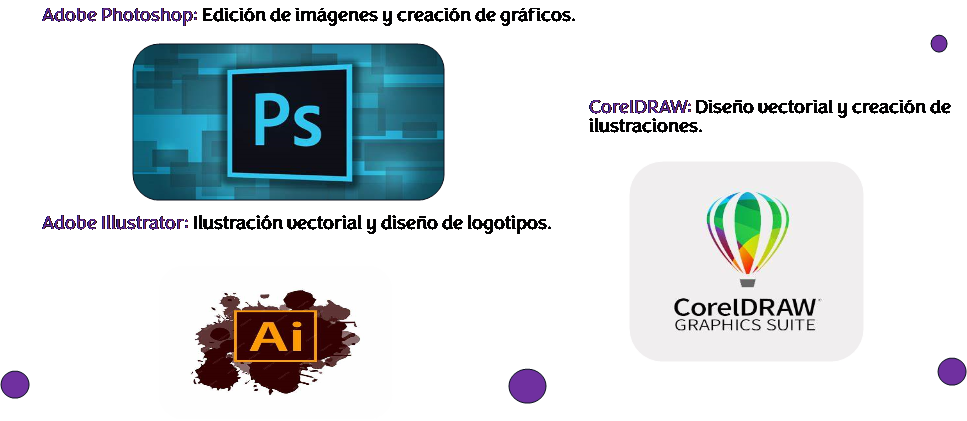 Adobe Photoshop: Edición de imágenes y creación de gráficos.
Ps
Adobe Illustrator: Ilustración vectorial y diseño de logotipos.
Ai
CorelDRAW: Diseño vectorial y creación de
ilustraciones.
CorelDRAW
GRAPHICS SUITE